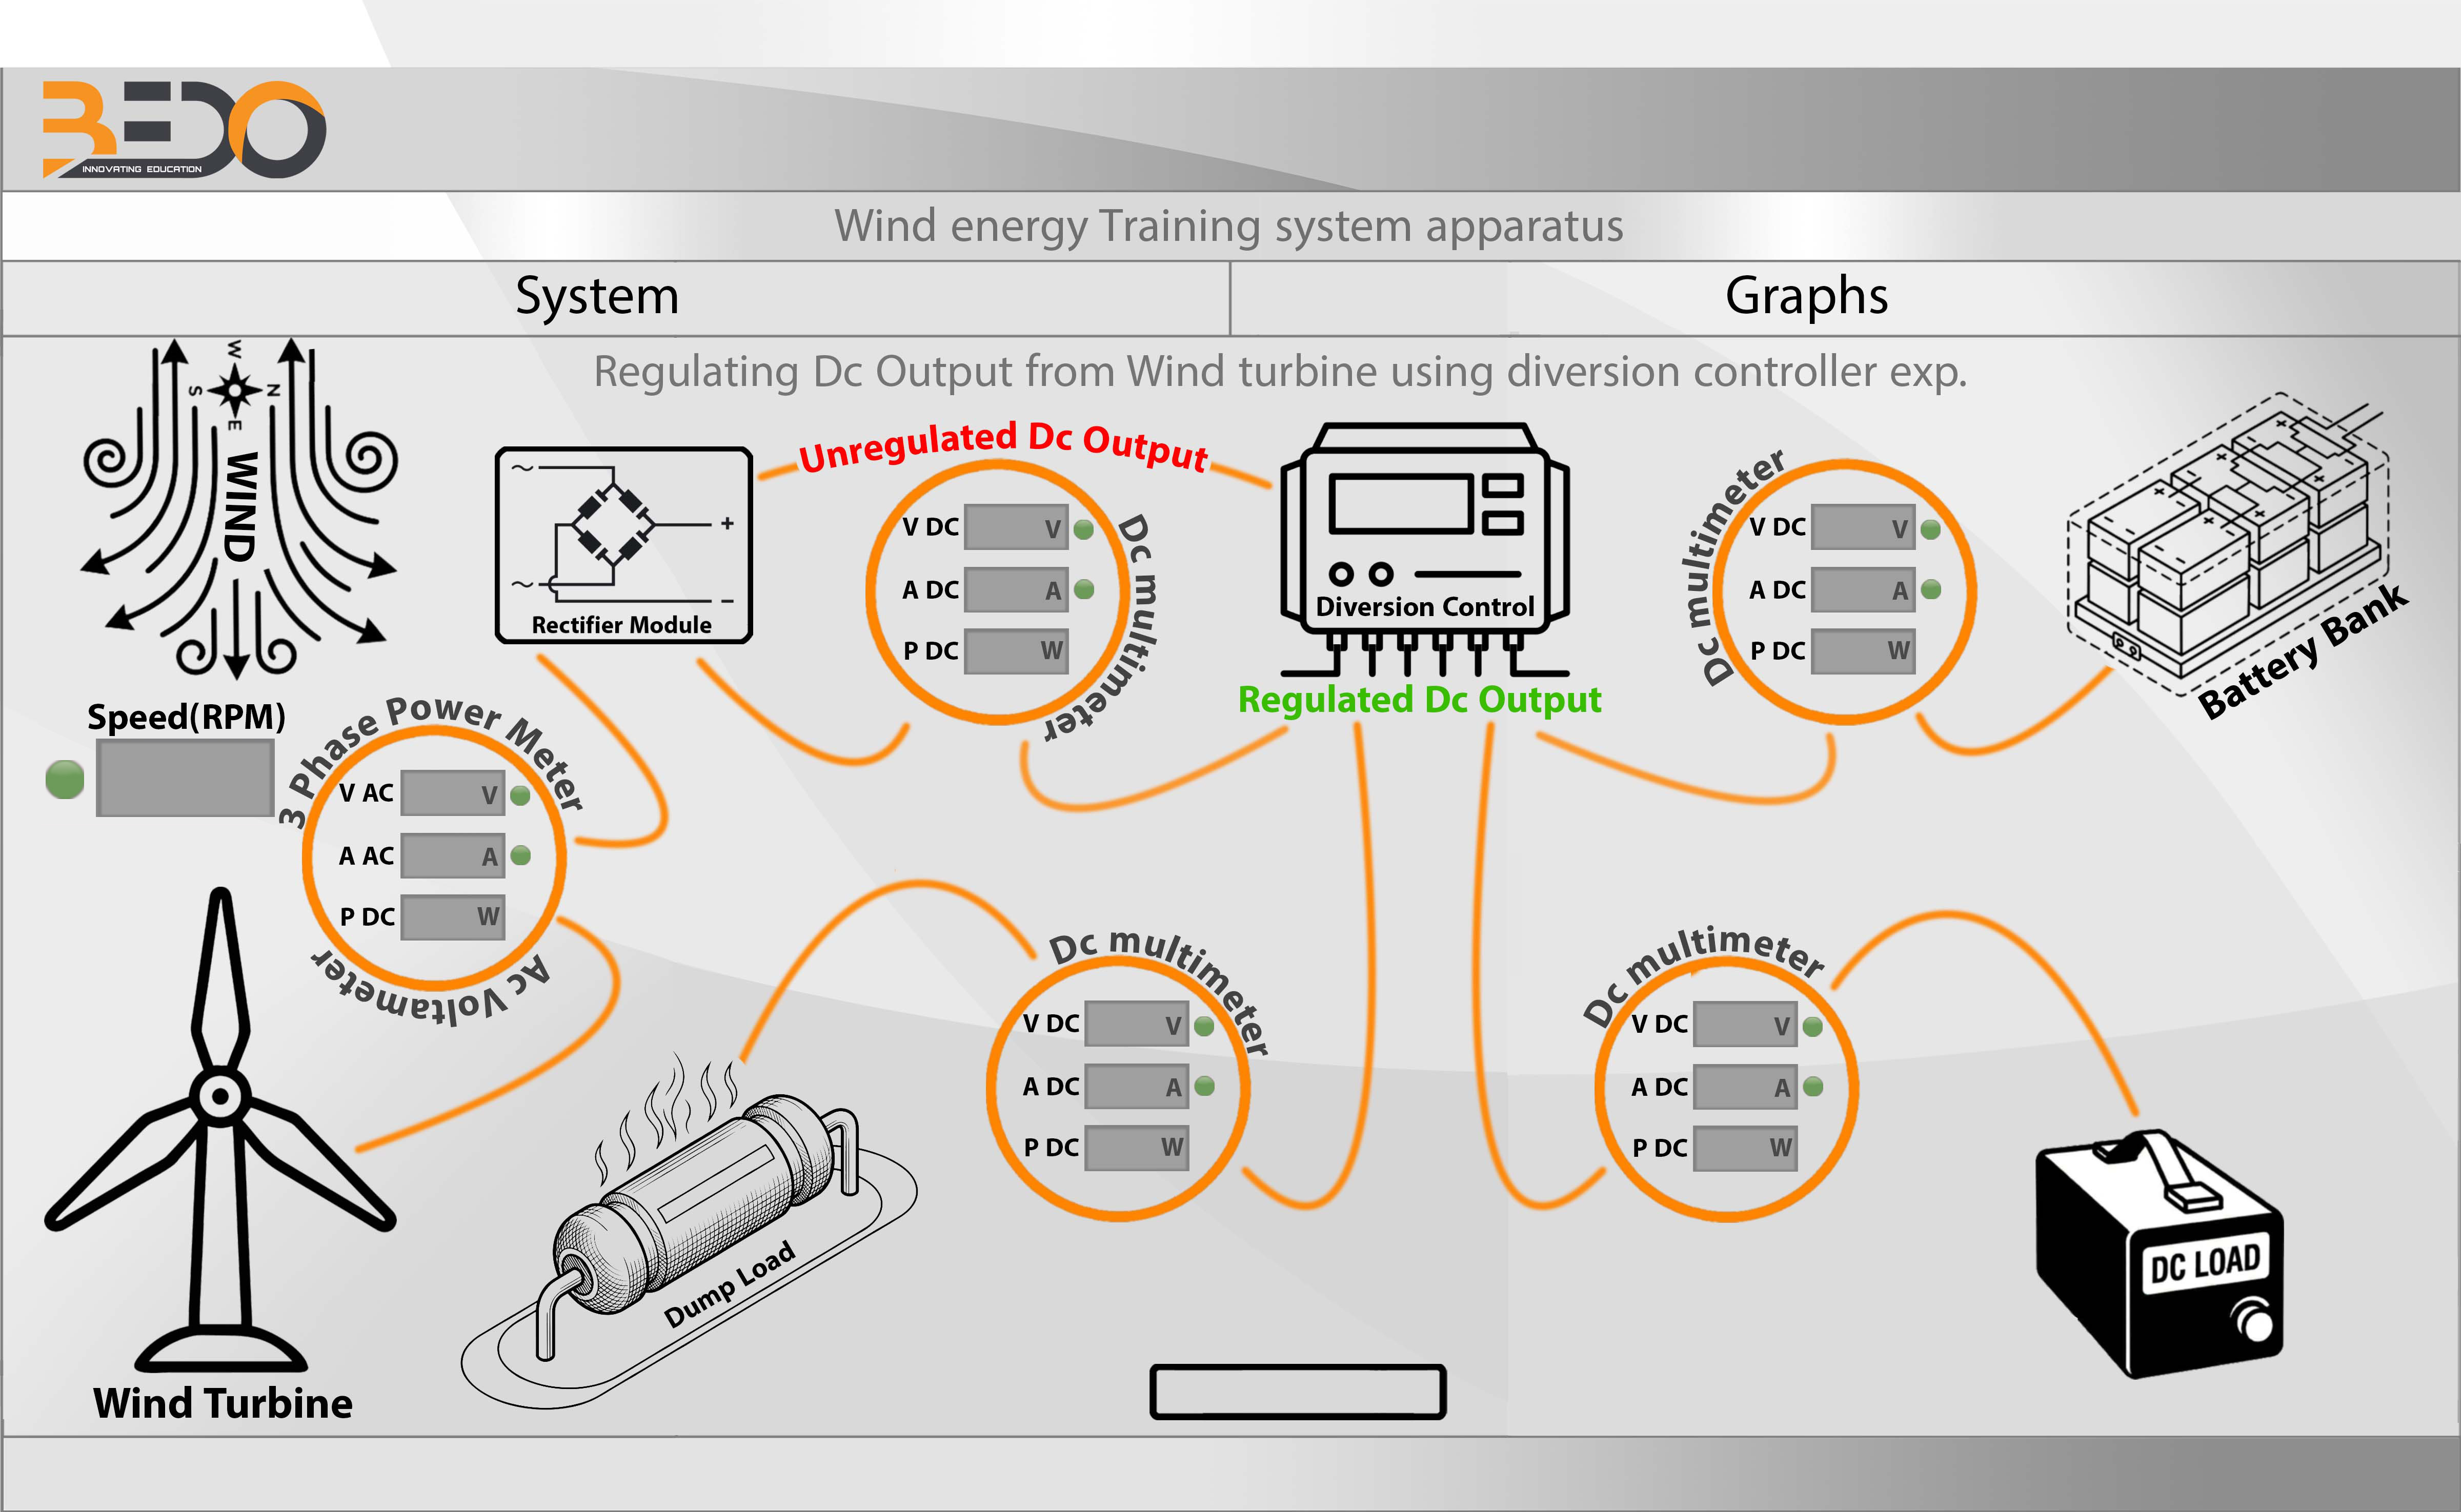 BEDO
INNOVATING EDUCATION
Wind energy Training system apparatus
System
Graphs
Regulating Dc Output from Wind turbine using diversion controller exp.
W
S
N
E
WIND
Speed(RPM)
3 Phase Power Meter
V AC V
A AC A
P DC W
Ac Voltameter
Wind Turbine
~
+
~
−
Rectifier Module
Unregulated Dc Output
V DC V
A DC A
P DC W
Dc multimeter
Diversion Control
Regulated Dc Output
Dc multimeter
V DC V
A DC A
P DC W
Battery Bank
Dump Load
Dc multimeter
V DC V
A DC A
P DC W
Dc multimeter
V DC V
A DC A
P DC W
DC LOAD